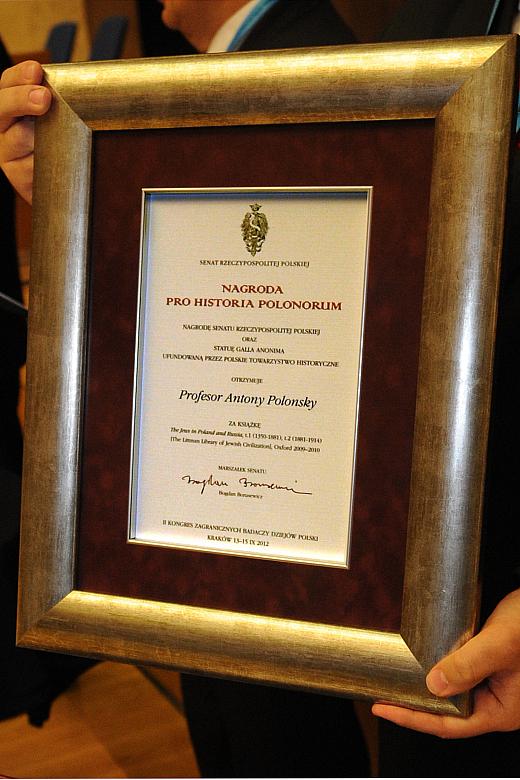 SENAT RZECZYPOSPOLITEJ POLSKIEJ
NAGRODA
PRO HISTORIA POLONORUM
NAGRODĘ SENATU RZECZYPOSPOLITEJ POLSKIEJ
ORAZ
STATUĘ GALLA ANONIMA
UFUNDOWANĄ PRZEZ POLSKIE TOWARZYSTWO HISTORYCZNE
OTRZYMUJE
Profesor Antony Polonsky
ZA KSIĄŻKĘ
The Jews in Poland and Russia, t.1 (1350-1881), t.2 (1881-1914)
[The Littman Library of Jewish Civilization], Oxford 2009-2010
MARSZAŁEK SENATU
Bogdan Borusewicz
Bogdan Borusewicz
II KONGRES ZAGRANICZNYCH BADACZY DZIEJÓW POLSKI
KRAKÓW 13-15 IX 2012